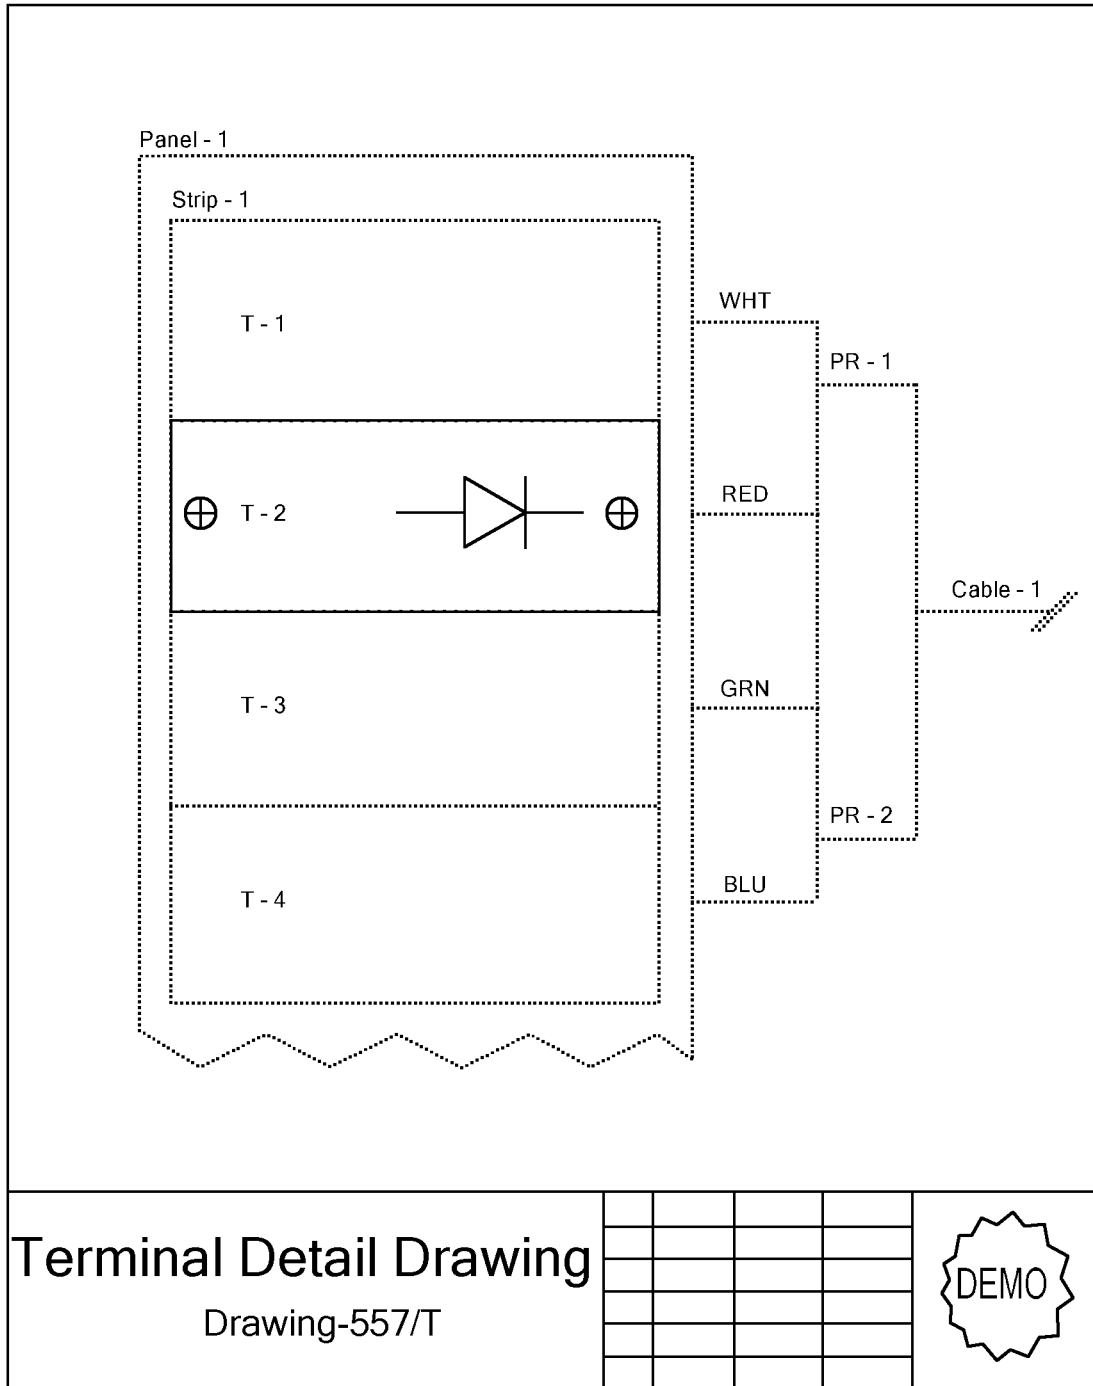 Panel - 1
Strip - 1
T - 1
WHT
PR - 1
T - 2
RED
Cable - 1
T - 3
GRN
PR - 2
T - 4
BLU
Terminal Detail Drawing
Drawing-557/T
DEMO